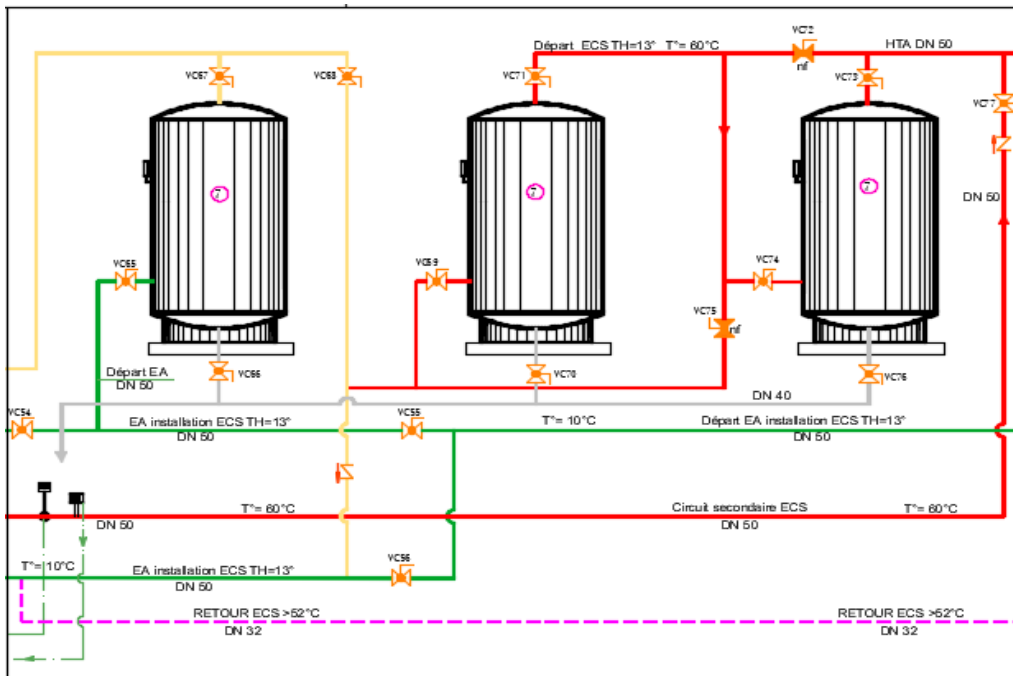 VC72
Départ ECS TH=13° T°= 60°C
HTA DN 50
nf
VC67
VC68
VC71
VC73
VC77
7
7
7
DN 50
VC65
VC69
VC74
VC75
nf
Départ EA
DN 50
VC66
VC70
VC76
DN 40
VC54
EA installation ECS TH=13°
DN 50
VC55
T°= 10°C
Départ EA installation ECS TH=13°
DN 50
T°= 60°C
DN 50
Circuit secondaire ECS
DN 50
T°= 60°C
T°= 10°C
EA installation ECS TH=13°
DN 50
VC56
RETOUR ECS >52°C
DN 32
RETOUR ECS >52°C
DN 32